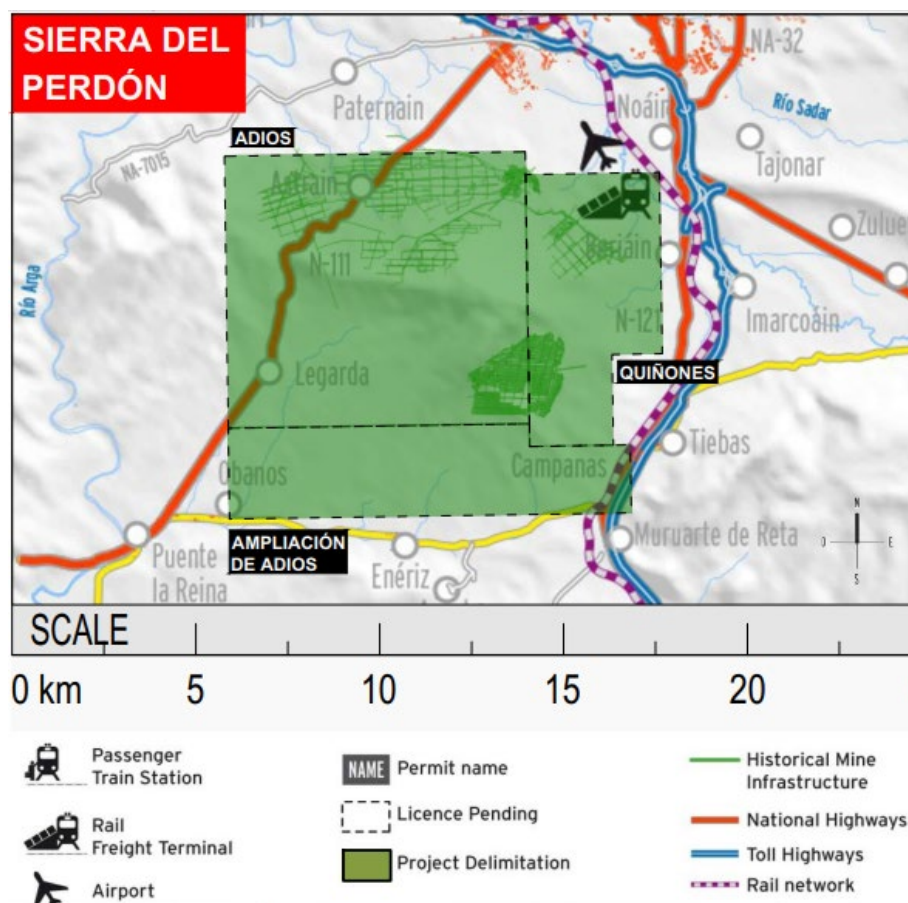 SIERRA DEL
PERDÓN
NA-32
Paternain
Noáin
Río Sadar
Tajonar
ADIOS
NA-7015
Astrain
Zulue
Río Arga
Beriáin
N-111
Imarcoáin
N-121
Legarda
QUIÑONES
Tiebas
Campanas
Obanos
Muruarte de Reta
N
O
E
S
AMPLIACIÓN
DE ADIOS
Puente
la Reina
Enériz
SCALE
0 km 5 10 15 20
Passenger
Train Station
Rail
Freight Terminal
Airport
NAME Permit name
Licence Pending
Project Delimitation
Historical Mine
Infrastructure
National Highways
Toll Highways
Rail network